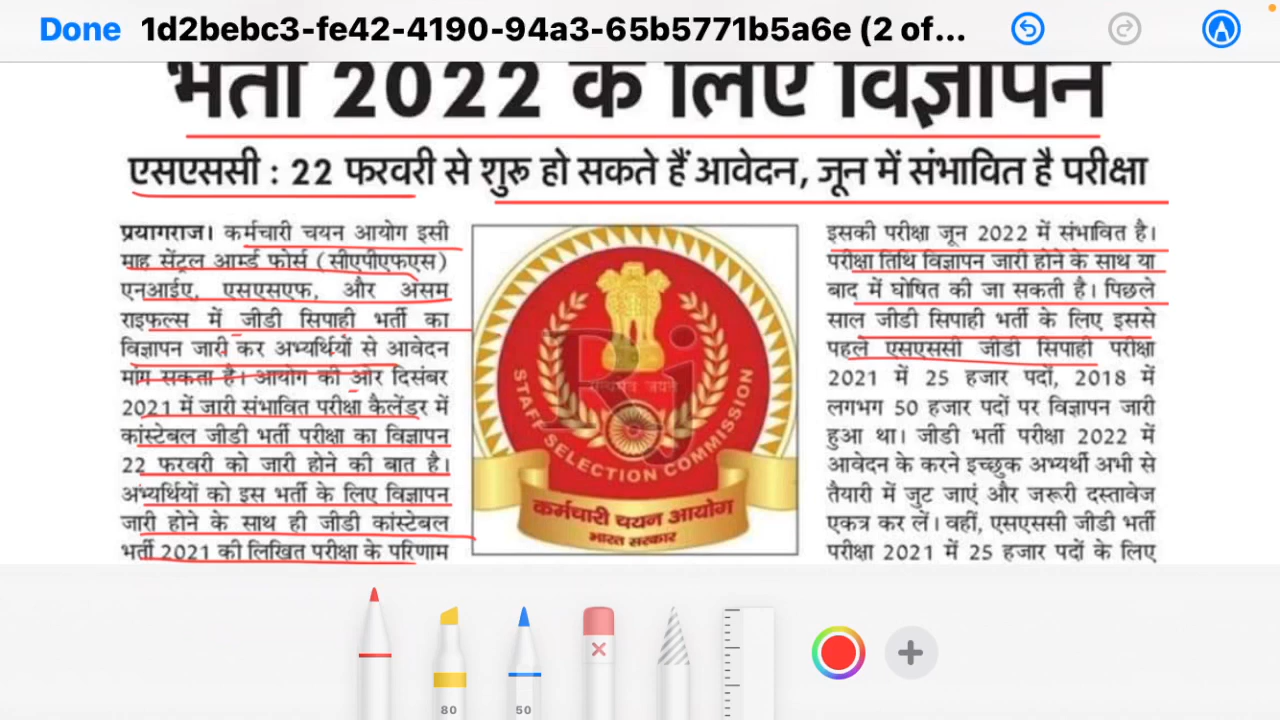 Done 1d2bebc3-fe42-4190-94a3-65b5771b5a6e (2 of...
भर्ती 2022 के लिए विज्ञापन
एसएससी : 22 फरवरी से शुरू हो सकते हैं आवेदन, जून में संभावित है परीक्षा
प्रयागराज। कर्मचारी चयन आयोग इसी
माह सेंट्रल आर्म्ड फोर्स (सीएपीएफएस)
एनआईए, एसएसएफ, और असम
राइफल्स में जीडी सिपाही भर्ती का
विज्ञापन जारी कर अभ्यर्थियों से आवेदन
मांग सकता है। आयोग की ओर दिसंबर
2021 में जारी संभावित परीक्षा कैलेंडर में
कांस्टेबल जीडी भर्ती परीक्षा का विज्ञापन
22 फरवरी को जारी होने की बात है।
अभ्यर्थियों को इस भर्ती के लिए विज्ञापन
जारी होने के साथ ही जीडी कांस्टेबल
भर्ती 2021 की लिखित परीक्षा के परिणाम
Rj
सत्यमेव जयते
STAFF SELECTION COMMISSION
कर्मचारी चयन आयोग
भारत सरकार
इसकी परीक्षा जून 2022 में संभावित है।
परीक्षा तिथि विज्ञापन जारी होने के साथ या
बाद में घोषित की जा सकती है। पिछले
साल जीडी सिपाही भर्ती के लिए इससे
पहले एसएससी जीडी सिपाही परीक्षा
2021 में 25 हजार पदों, 2018 में
लगभग 50 हजार पदों पर विज्ञापन जारी
हुआ था। जीडी भर्ती परीक्षा 2022 में
आवेदन के करने इच्छुक अभ्यर्थी अभी से
तैयारी में जुट जाएं और जरूरी दस्तावेज
एकत्र कर लें। वहीं, एसएससी जीडी भर्ती
परीक्षा 2021 में 25 हजार पदों के लिए
80 50